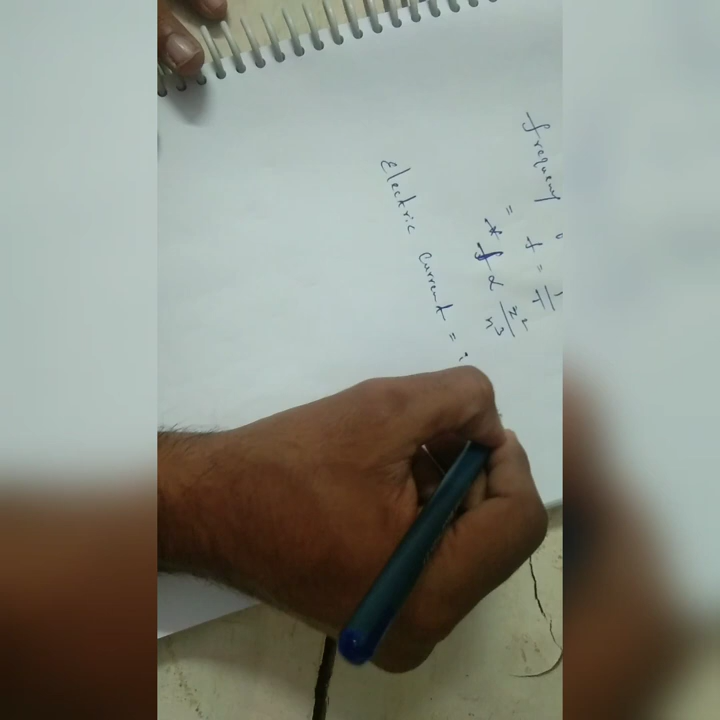 frequency
= f = 1/T
* f ∝ z²/n³
Electric Current = i